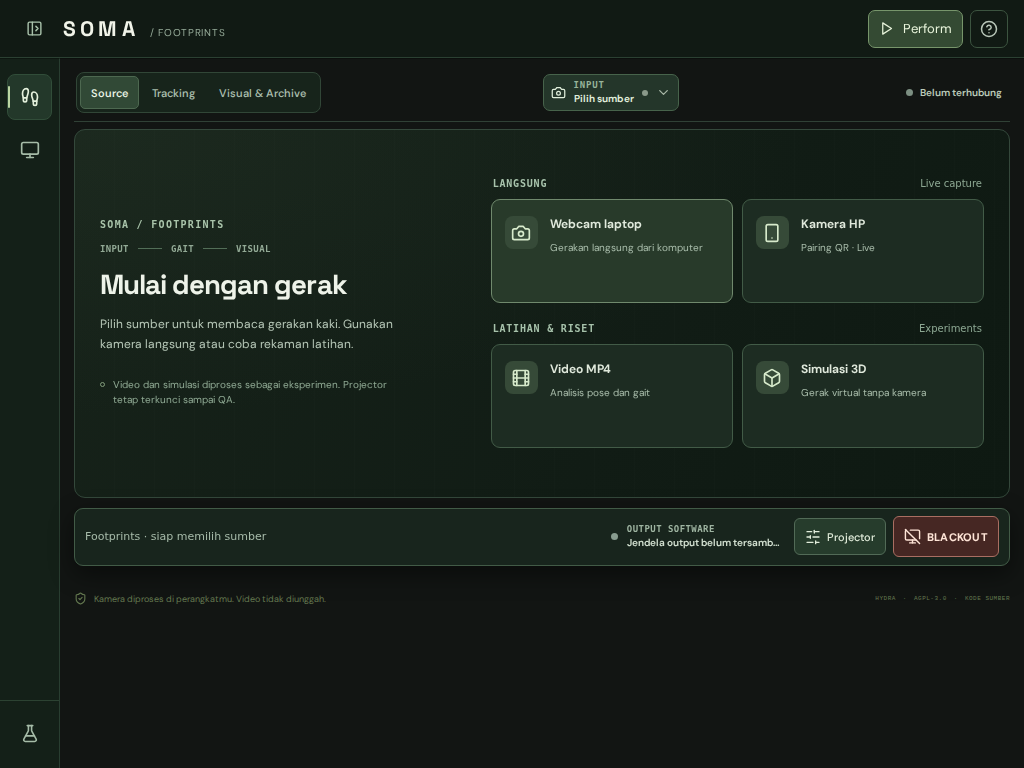 SOMA / FOOTPRINTS
Perform
Source Tracking Visual & Archive
INPUT
Pilih sumber
Belum terhubung
SOMA / FOOTPRINTS
INPUT GAIT VISUAL
Mulai dengan gerak
Pilih sumber untuk membaca gerakan kaki. Gunakan
kamera langsung atau coba rekaman latihan.
Video dan simulasi diproses sebagai eksperimen. Projector
tetap terkunci sampai QA.
LANGSUNG Live capture
Webcam laptop
Gerakan langsung dari komputer
Kamera HP
Pairing QR · Live
LATIHAN & RISET Experiments
Video MP4
Analisis pose dan gait
Simulasi 3D
Gerak virtual tanpa kamera
Footprints · siap memilih sumber
OUTPUT SOFTWARE
Jendela output belum tersamb…
Projector
BLACKOUT
Kamera diproses di perangkatmu. Video tidak diunggah.
HYDRA · AGPL-3.0 · KODE SUMBER